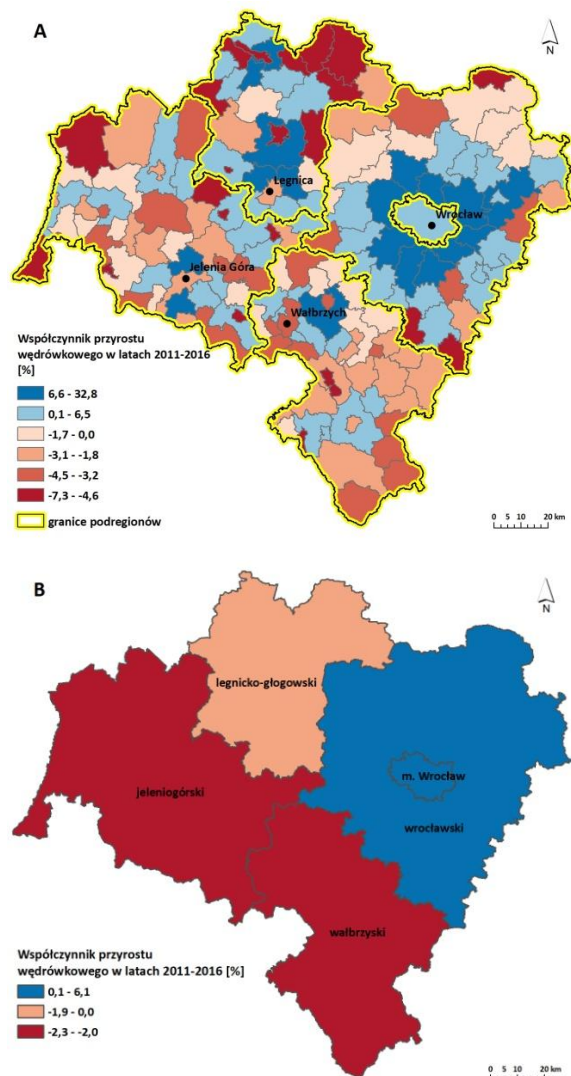 A
N
Legnica
Wrocław
Jelenia Góra
Wałbrzych
Współczynnik przyrostu
wędrówkowego w latach 2011-2016
[%]
6,6 - 32,8
0,1 - 6,5
-1,7 - 0,0
-3,1 - -1,8
-4,5 - -3,2
-7,3 - -4,6
granice podregionów
0 5 10 20 km
B
N
legnicko-głogowski
m. Wrocław
jeleniogórski
wrocławski
wałbrzyski
Współczynnik przyrostu
wędrówkowego w latach 2011-2016 [%]
0,1 - 6,1
-1,9 - 0,0
-2,3 - -2,0
0 5 10 20 km